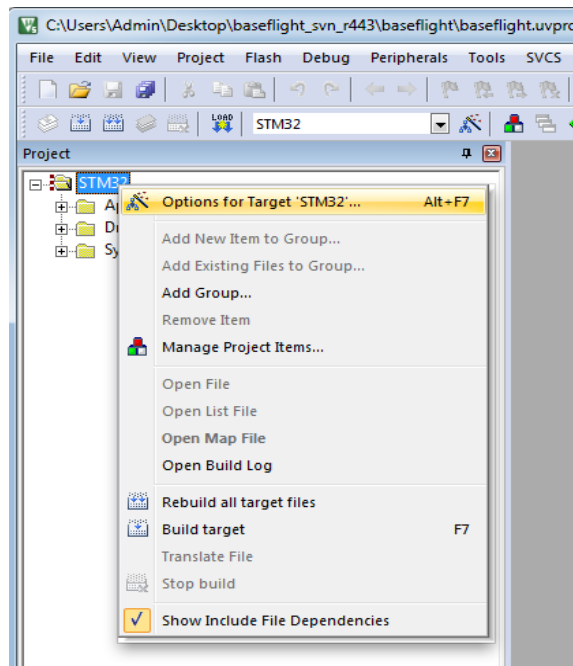 C:\Users\Admin\Desktop\baseflight_svn_r443\baseflight\baseflight.uvpro
File Edit View Project Flash Debug Peripherals Tools SVCS
LOAD STM32
Project
STM32
Options for Target 'STM32'... Alt+F7
Add New Item to Group...
Add Existing Files to Group...
Add Group...
Remove Item
Manage Project Items...
Open File
Open List File
Open Map File
Open Build Log
Rebuild all target files
Build target F7
Translate File
Stop build
Show Include File Dependencies